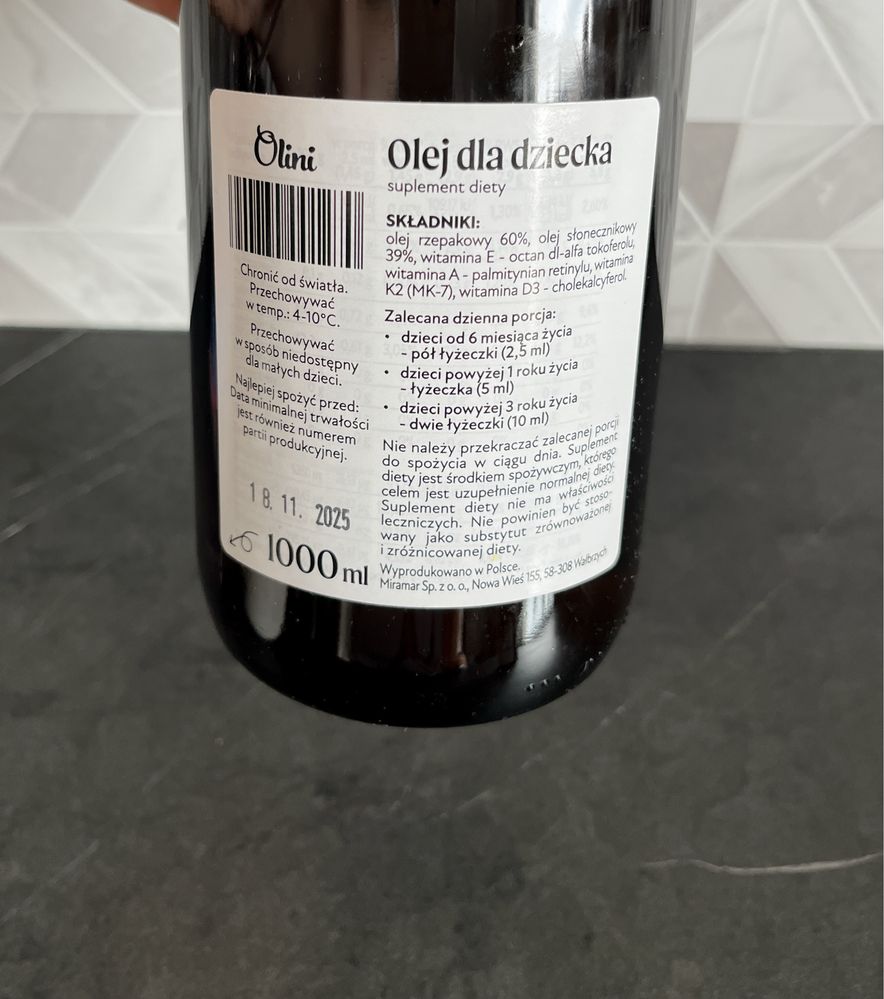 Olini
Chronić od światła.
Przechowywać
w temp.: 4-10°C.
Przechowywać
w sposób niedostępny
dla małych dzieci.
Najlepiej spożyć przed:
Data minimalnej trwałości
jest również numerem
partii produkcyjnej.
18. 11. 2025
1000 ml
Olej dla dziecka
suplement diety
SKŁADNIKI:
olej rzepakowy 60%, olej słonecznikowy
39%, witamina E - octan dl-alfa tokoferolu,
witamina A - palmitynian retinylu, witamina
K2 (MK-7), witamina D3 - cholekalcyferol.
Zalecana dzienna porcja:
• dzieci od 6 miesiąca życia
- pół łyżeczki (2,5 ml)
• dzieci powyżej 1 roku życia
- łyżeczka (5 ml)
• dzieci powyżej 3 roku życia
- dwie łyżeczki (10 ml)
Nie należy przekraczać zalecanej porcji
do spożycia w ciągu dnia. Suplement
diety jest środkiem spożywczym, którego
celem jest uzupełnienie normalnej diety.
Suplement diety nie ma właściwości
leczniczych. Nie powinien być stoso-
wany jako substytut zrównoważonej
i zróżnicowanej diety.
Wyprodukowano w Polsce.
Miramar Sp. z o. o., Nowa Wieś 155, 58-308 Wałbrzych